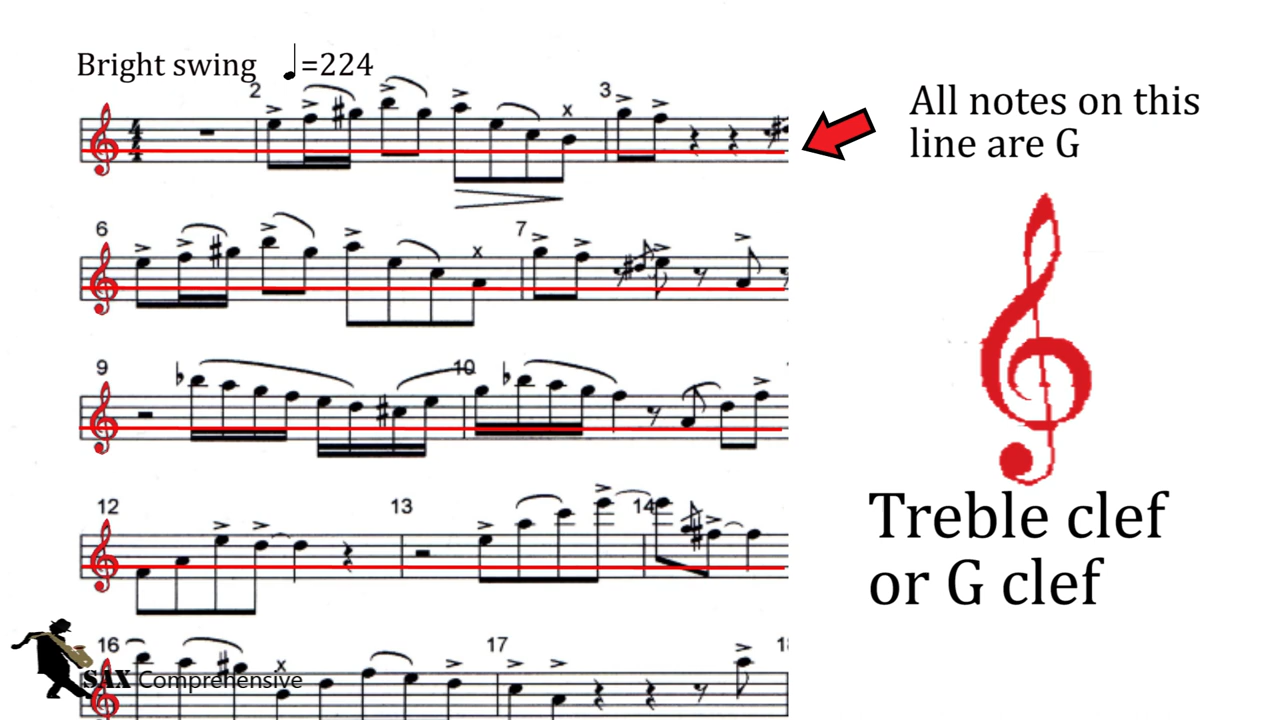 Bright swing ♩=224
2
3
All notes on this
line are G
6
7
9
10
Treble clef
or G clef
12
13
14
16
17
SAX Comprehensive